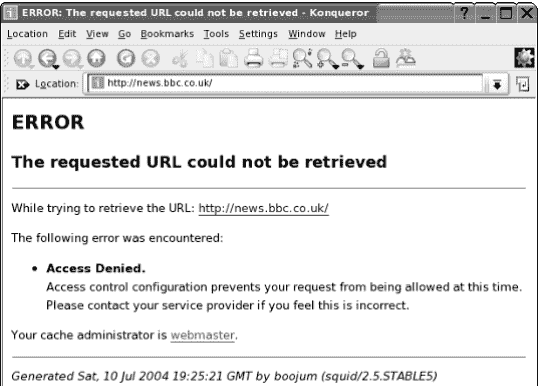 ERROR: The requested URL could not be retrieved - Konqueror
Location Edit View Go Bookmarks Tools Settings Window Help
Location: http://news.bbc.co.uk/
ERROR
The requested URL could not be retrieved
While trying to retrieve the URL: http://news.bbc.co.uk/
The following error was encountered:
• Access Denied.
Access control configuration prevents your request from being allowed at this time.
Please contact your service provider if you feel this is incorrect.
Your cache administrator is webmaster.
Generated Sat, 10 Jul 2004 19:25:21 GMT by boojum (squid/2.5.STABLE5)